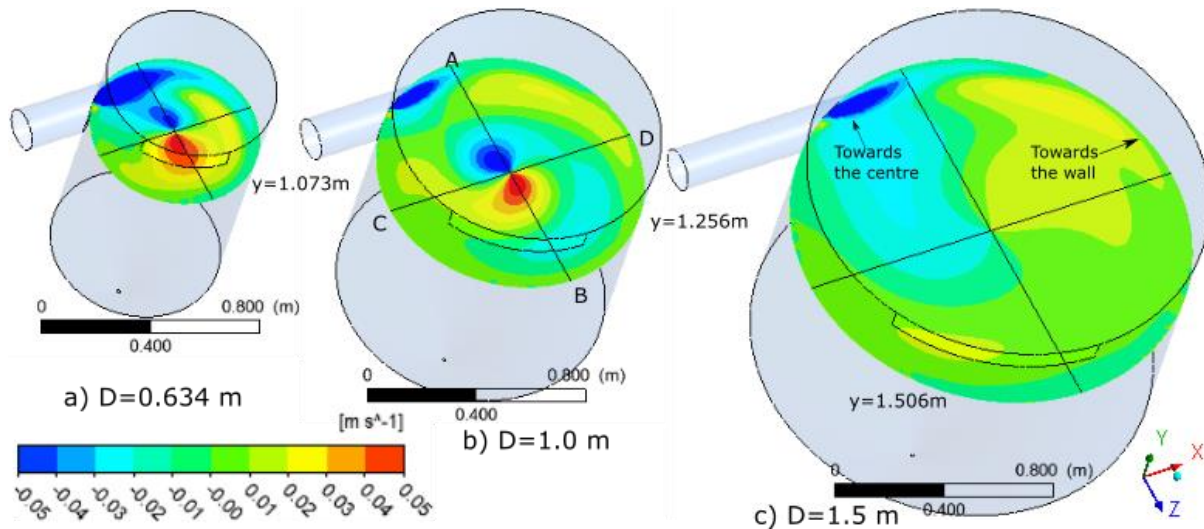 A
D
C
B
y=1.073m
y=1.256m
y=1.506m
Towards
the centre
Towards
the wall
0 0.800 (m)
0.400
0 0.800 (m)
0.400
0 0.800 (m)
0.400
a) D=0.634 m
b) D=1.0 m
c) D=1.5 m
[m s^-1]
-0.05 -0.04 -0.03 -0.02 -0.01 -0.00 0.01 0.02 0.03 0.04 0.05
Y
X
Z